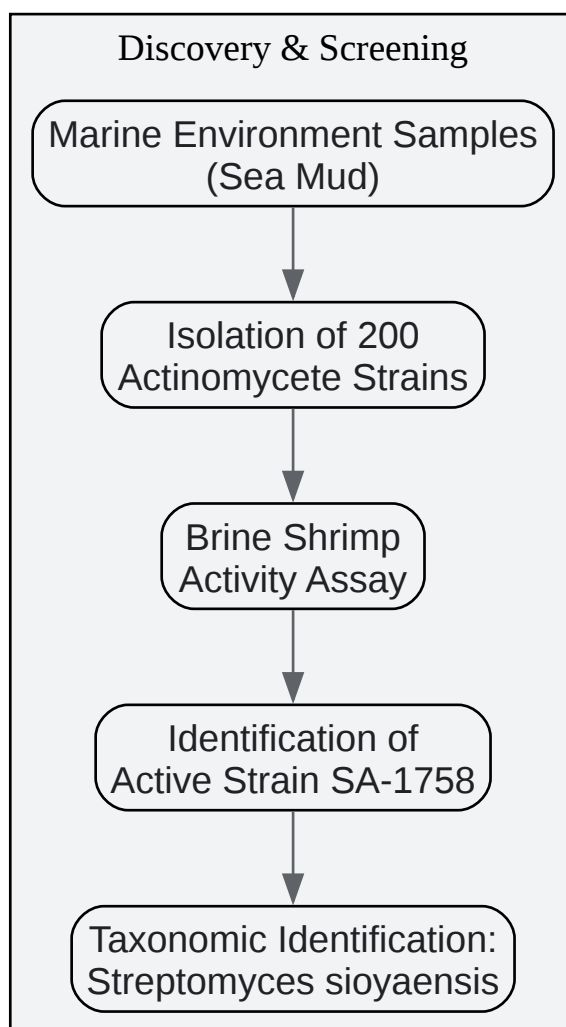 Discovery & Screening
Marine Environment Samples
(Sea Mud)
Isolation of 200
Actinomycete Strains
Brine Shrimp
Activity Assay
Identification of
Active Strain SA-1758
Taxonomic Identification:
Streptomyces sioyaensis